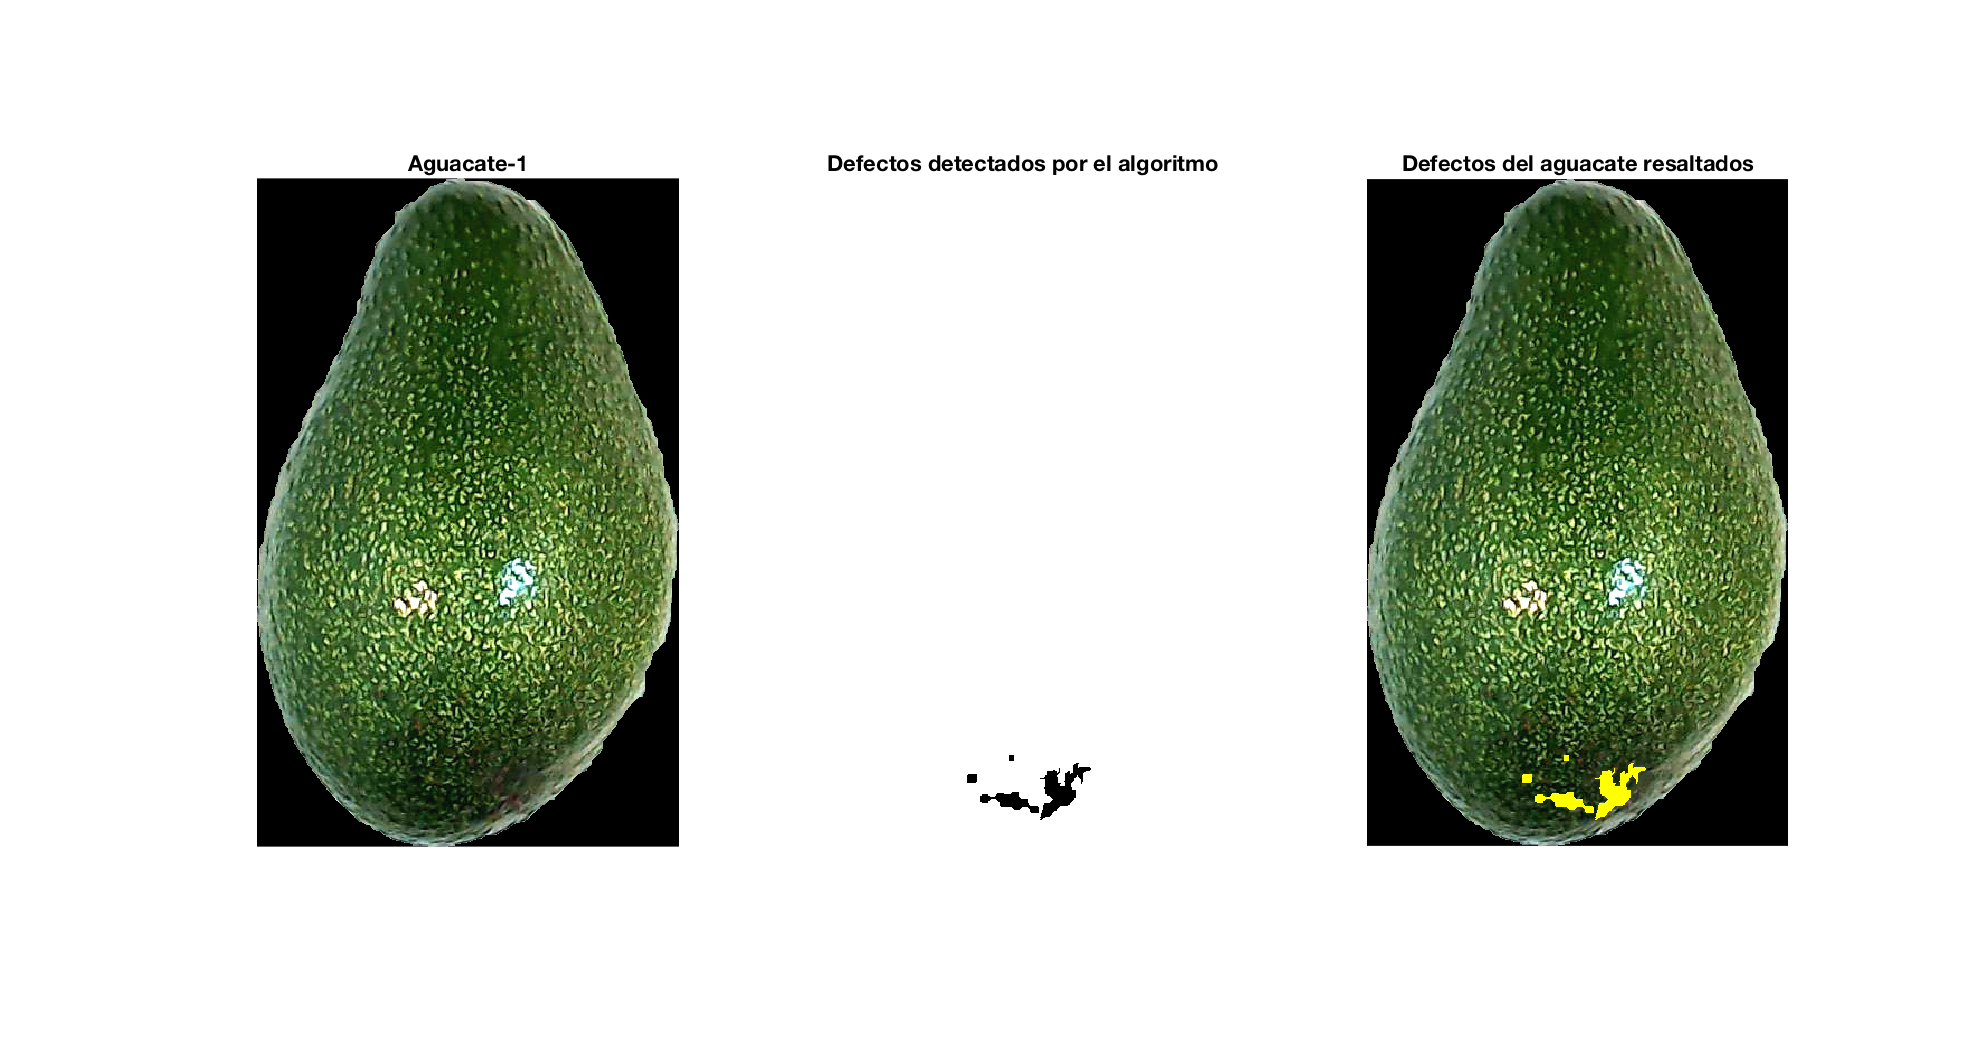 Aguacate-1
Defectos detectados por el algoritmo
Defectos del aguacate resaltados